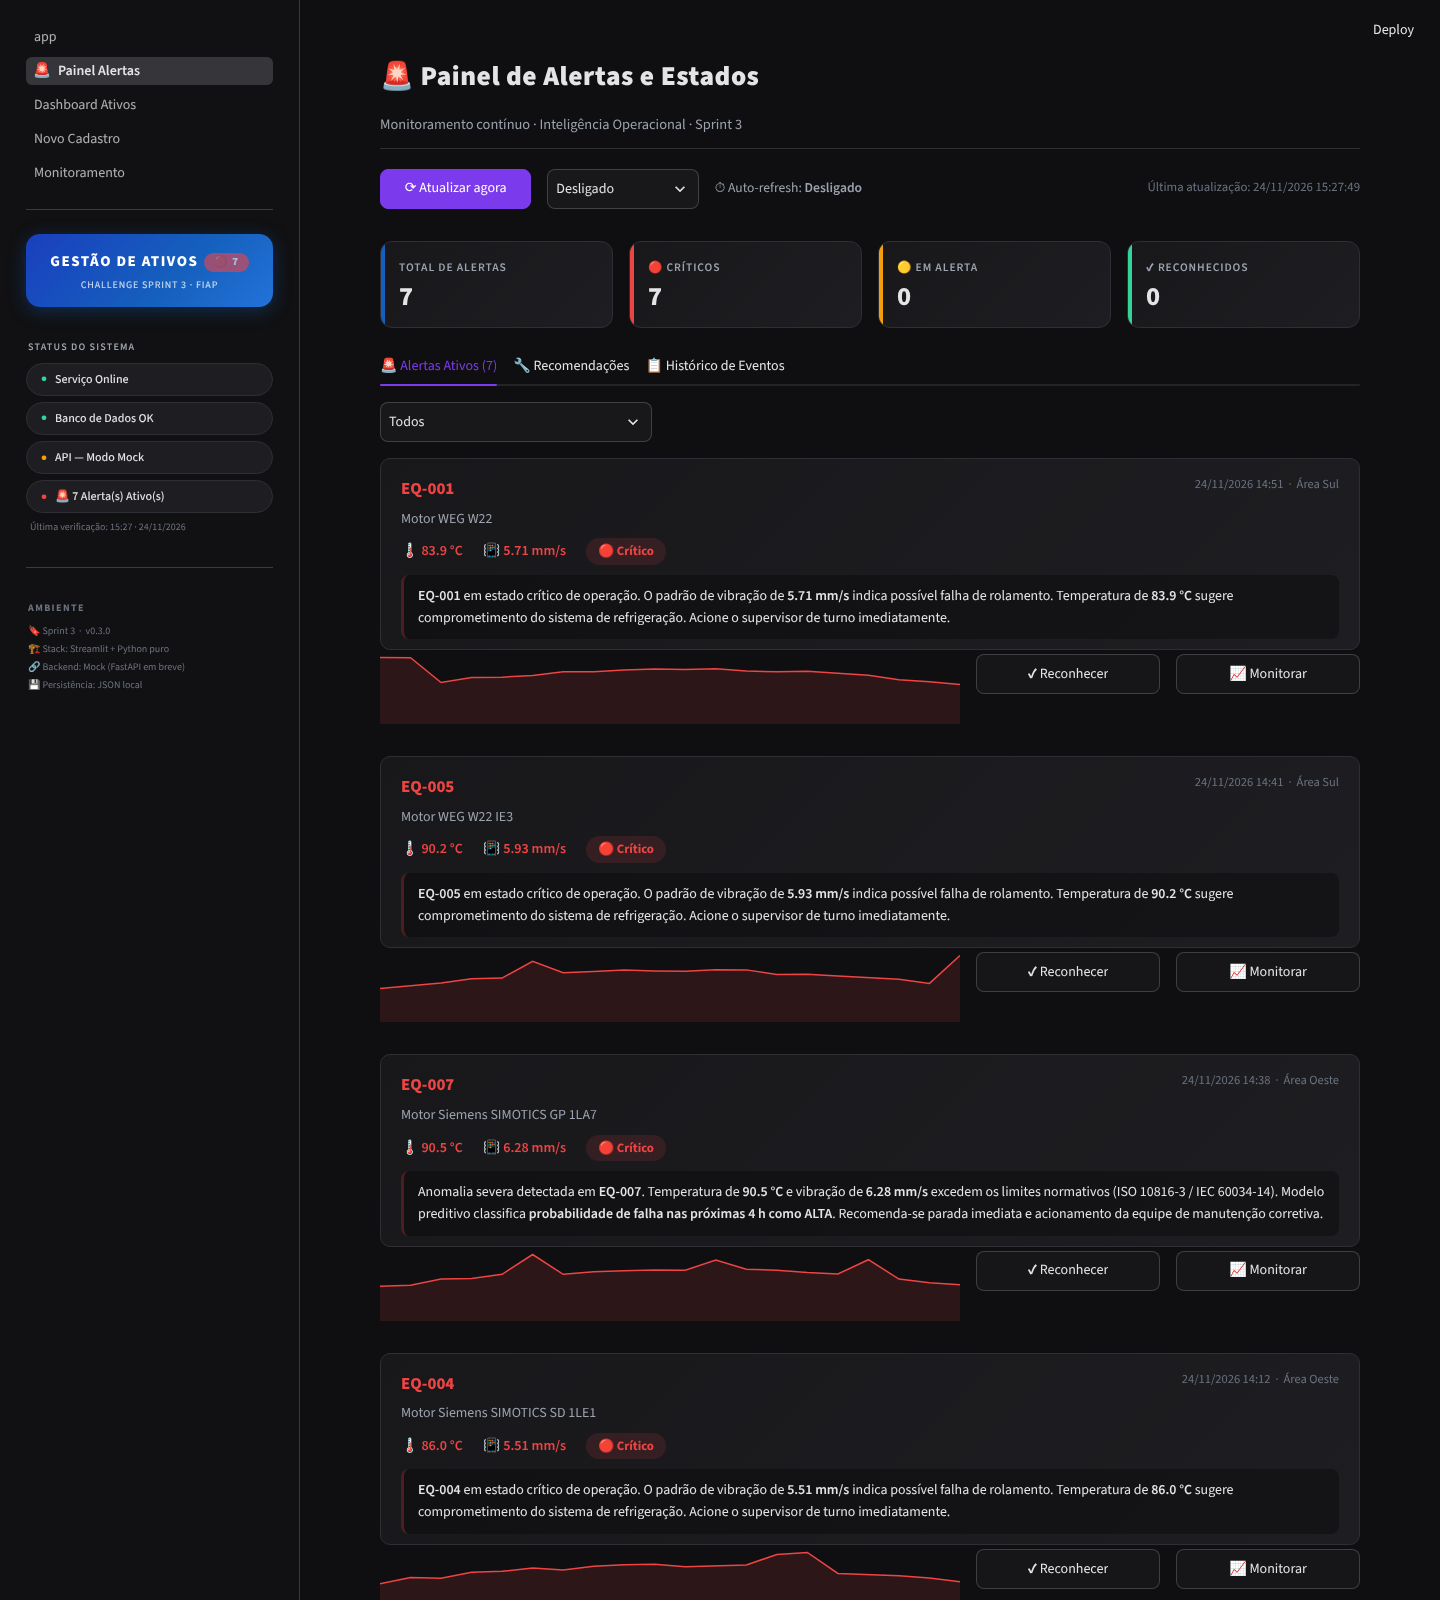 app
🚨 Painel Alertas
Dashboard Ativos
Novo Cadastro
Monitoramento
GESTÃO DE ATIVOS 🔴 7
CHALLENGE SPRINT 3 · FIAP
STATUS DO SISTEMA
Serviço Online
Banco de Dados OK
API — Modo Mock
🚨 7 Alerta(s) Ativo(s)
Última verificação: 15:27 · 24/11/2026
AMBIENTE
🔖 Sprint 3 · v0.3.0
🏗️ Stack: Streamlit + Python puro
🔗 Backend: Mock (FastAPI em breve)
💾 Persistência: JSON local
Deploy
🚨 Painel de Alertas e Estados
Monitoramento contínuo · Inteligência Operacional · Sprint 3
⟳ Atualizar agora
Desligado
⏱ Auto-refresh: Desligado
Última atualização: 24/11/2026 15:27:49
TOTAL DE ALERTAS
7
🔴 CRÍTICOS
7
🟡 EM ALERTA
0
✓ RECONHECIDOS
0
🚨 Alertas Ativos (7)
🔧 Recomendações
📋 Histórico de Eventos
Todos
EQ-001
24/11/2026 14:51 · Área Sul
Motor WEG W22
🌡️ 83.9 °C 📳 5.71 mm/s 🔴 Crítico
EQ-001 em estado crítico de operação. O padrão de vibração de 5.71 mm/s indica possível falha de rolamento. Temperatura de 83.9 °C sugere
comprometimento do sistema de refrigeração. Acione o supervisor de turno imediatamente.
✓ Reconhecer
📈 Monitorar
EQ-005
24/11/2026 14:41 · Área Sul
Motor WEG W22 IE3
🌡️ 90.2 °C 📳 5.93 mm/s 🔴 Crítico
EQ-005 em estado crítico de operação. O padrão de vibração de 5.93 mm/s indica possível falha de rolamento. Temperatura de 90.2 °C sugere
comprometimento do sistema de refrigeração. Acione o supervisor de turno imediatamente.
✓ Reconhecer
📈 Monitorar
EQ-007
24/11/2026 14:38 · Área Oeste
Motor Siemens SIMOTICS GP 1LA7
🌡️ 90.5 °C 📳 6.28 mm/s 🔴 Crítico
Anomalia severa detectada em EQ-007. Temperatura de 90.5 °C e vibração de 6.28 mm/s excedem os limites normativos (ISO 10816-3 / IEC 60034-14). Modelo
preditivo classifica probabilidade de falha nas próximas 4 h como ALTA. Recomenda-se parada imediata e acionamento da equipe de manutenção corretiva.
✓ Reconhecer
📈 Monitorar
EQ-004
24/11/2026 14:12 · Área Oeste
Motor Siemens SIMOTICS SD 1LE1
🌡️ 86.0 °C 📳 5.51 mm/s 🔴 Crítico
EQ-004 em estado crítico de operação. O padrão de vibração de 5.51 mm/s indica possível falha de rolamento. Temperatura de 86.0 °C sugere
comprometimento do sistema de refrigeração. Acione o supervisor de turno imediatamente.
✓ Reconhecer
📈 Monitorar